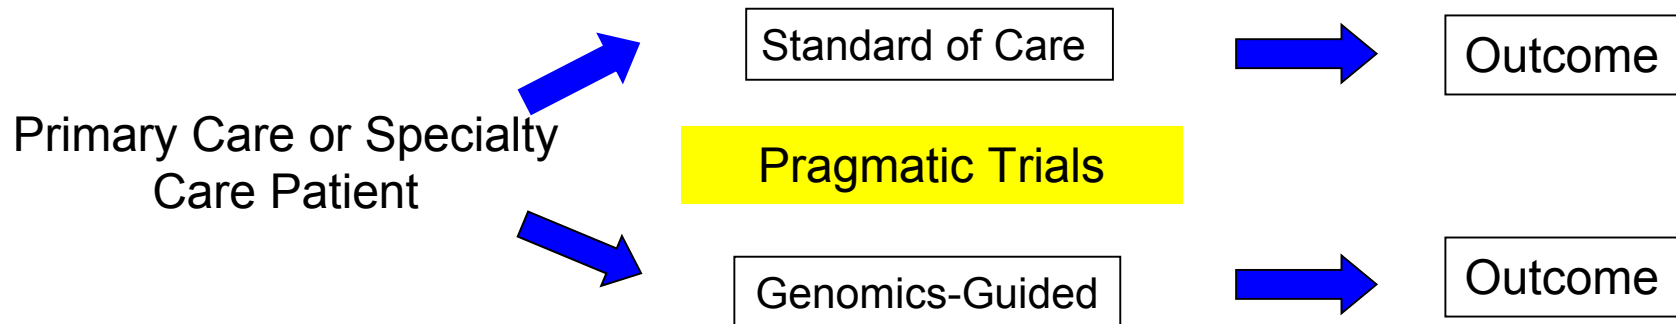 Standard of Care
Outcome
Primary Care or Specialty
Care Patient
Pragmatic Trials
Genomics-Guided
Outcome